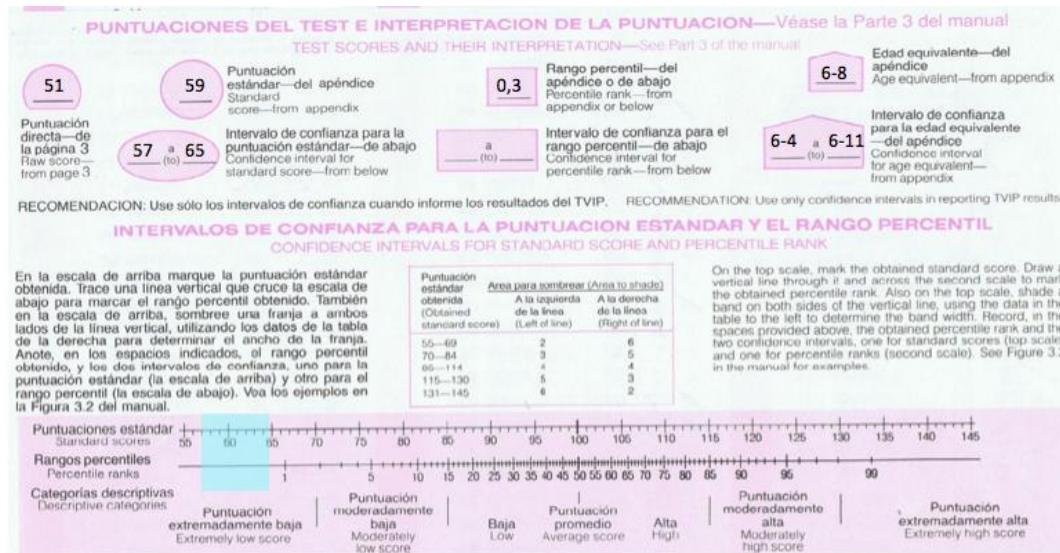 PUNTUACIONES DEL TEST E INTERPRETACION DE LA PUNTUACION—Véase la Parte 3 del manual
TEST SCORES AND THEIR INTERPRETATION—See Part 3 of the manual
51
Puntuación
directa—de
la página 3
Raw score—
from page 3
59
Puntuación
estándar—del apéndice
Standard
score—from appendix
0,3
Rango percentil—del
apéndice o de abajo
Percentile rank—from
appendix or below
6-8
Edad equivalente—del
apéndice
Age equivalent—from appendix
57 a 65
(to)
Intervalo de confianza para la
puntuación estándar—de abajo
Confidence interval for
standard score—from below
a
(to)
Intervalo de confianza para el
rango percentil—de abajo
Confidence interval for
percentile rank—from below
6-4 a 6-11
(to)
Intervalo de confianza
para la edad equivalente
—del apéndice
Confidence interval
for age equivalent—
from appendix
RECOMENDACION: Use sólo los intervalos de confianza cuando informe los resultados del TVIP. RECOMMENDATION: Use only confidence intervals in reporting TVIP results
INTERVALOS DE CONFIANZA PARA LA PUNTUACION ESTANDAR Y EL RANGO PERCENTIL
CONFIDENCE INTERVALS FOR STANDARD SCORE AND PERCENTILE RANK
En la escala de arriba marque la puntuación estándar
obtenida. Trace una línea vertical que cruce la escala de
abajo para marcar el rango percentil obtenido. También
en la escala de arriba, sombree una franja a ambos
lados de la línea vertical, utilizando los datos de la tabla
de la derecha para determinar el ancho de la franja.
Anote, en los espacios indicados, el rango percentil
obtenido, y los dos intervalos de confianza, uno para la
puntuación estándar (la escala de arriba) y otro para el
rango percentil (la escala de abajo). Vea los ejemplos en
la Figura 3.2 del manual.
Puntuación
estándar
obtenida
(Obtained
standard score)
Area para sombrear (Area to shade)
A la izquierda
de la línea
(Left of line)
A la derecha
de la línea
(Right of line)
55—69 2 6
70—84 3 5
4 4
115—130 5 3
131—145 6 2
On the top scale, mark the obtained standard score. Draw a
vertical line through it and across the second scale to mark
the obtained percentile rank. Also on the top scale, shade a
band on both sides of the vertical line, using the data in the
table to the left to determine the band width. Record, in the
spaces provided above, the obtained percentile rank and the
two confidence intervals, one for standard scores (top scale)
and one for percentile ranks (second scale). See Figure
in the manual for examples.
Puntuaciones estándar
Standard scores
55 60 65 70 75 80 85 90 95 100 105 110 115 120 125 130 135 140 145
Rangos percentiles
Percentile ranks
1 5 10 15 20 25 30 35 40 45 50 55 60 65 70 75 80 85 90 95 99
Categorías descriptivas
Descriptive categories
Puntuación
extremadamente baja
Extremely low score
Puntuación
moderadamente
baja
Moderately
low score
Baja
Low
Puntuación
promedio
Average score
Alta
High
Puntuación
moderadamente
alta
Moderately
high score
Puntuación
extremadamente alta
Extremely high score